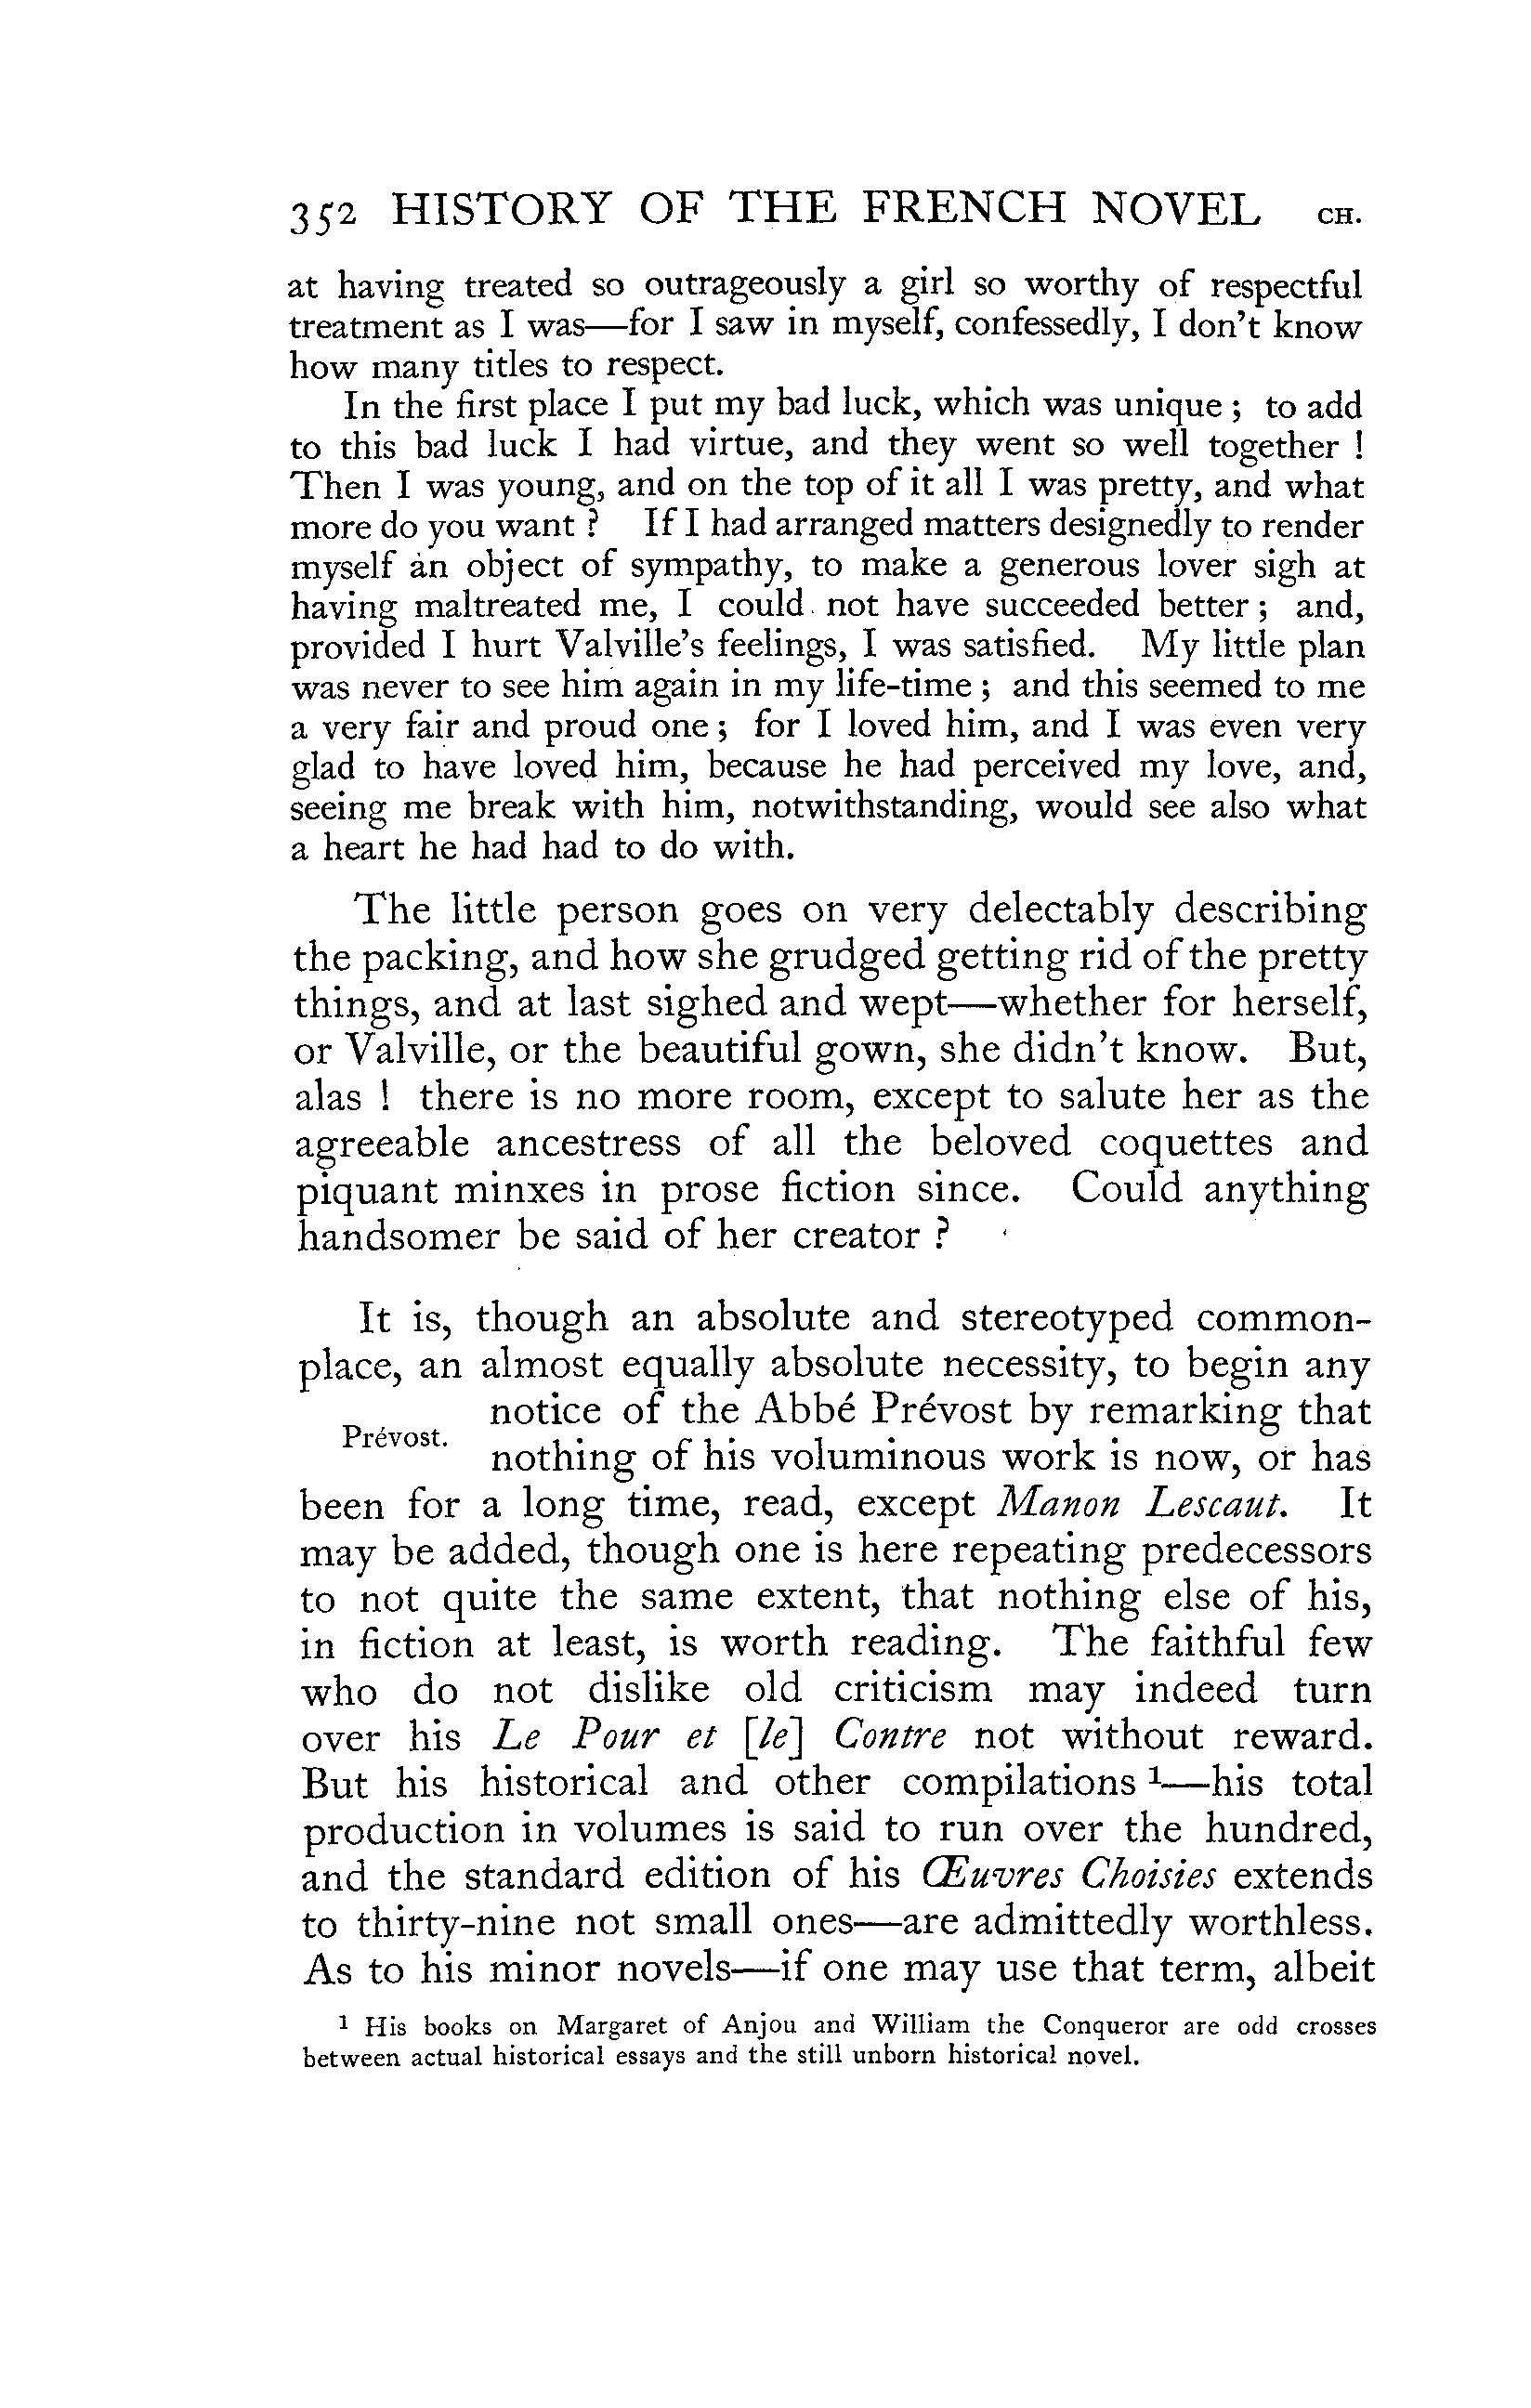 352 HISTORY OF THE FRENCH NOVEL CH.
at having treated so outrageously a girl so worthy of respectful
treatment as I was—for I saw in myself, confessedly, I don't know
how many titles to respect.
In the first place I put my bad luck, which was unique ; to add
to this bad luck I had virtue, and they went so well together !
Then I was young, and on the top of it all I was pretty, and what
more do you want ? If I had arranged matters designedly to render
myself an object of sympathy, to make a generous lover sigh at
having maltreated me, I could not have succeeded better ; and,
provided I hurt Valville's feelings, I was satisfied. My little plan
was never to see him again in my life-time ; and this seemed to me
a very fair and proud one ; for I loved him, and I was even very
glad to have loved him, because he had perceived my love, and,
seeing me break with him, notwithstanding, would see also what
a heart he had had to do with.
The little person goes on very delectably describing
the packing, and how she grudged getting rid of the pretty
things, and at last sighed and wept—whether for herself,
or Valville, or the beautiful gown, she didn't know. But,
alas ! there is no more room, except to salute her as the
agreeable ancestress of all the beloved coquettes and
piquant minxes in prose fiction since. Could anything
handsomer be said of her creator ?
It is, though an absolute and stereotyped common-
place, an almost equally absolute necessity, to begin any
notice of the Abbé Prévost by remarking that
Prévost.
nothing of his voluminous work is now, or has
been for a long time, read, except Manon Lescaut. It
may be added, though one is here repeating predecessors
to not quite the same extent, that nothing else of his,
in fiction at least, is worth reading. The faithful few
who do not dislike old criticism may indeed turn
over his Le Pour et [le] Contre not without reward.
But his historical and other compilations ¹—his total
production in volumes is said to run over the hundred,
and the standard edition of his Œuvres Choisies extends
to thirty-nine not small ones—are admittedly worthless.
As to his minor novels—if one may use that term, albeit
¹ His books on Margaret of Anjou and William the Conqueror are odd crosses
between actual historical essays and the still unborn historical novel.